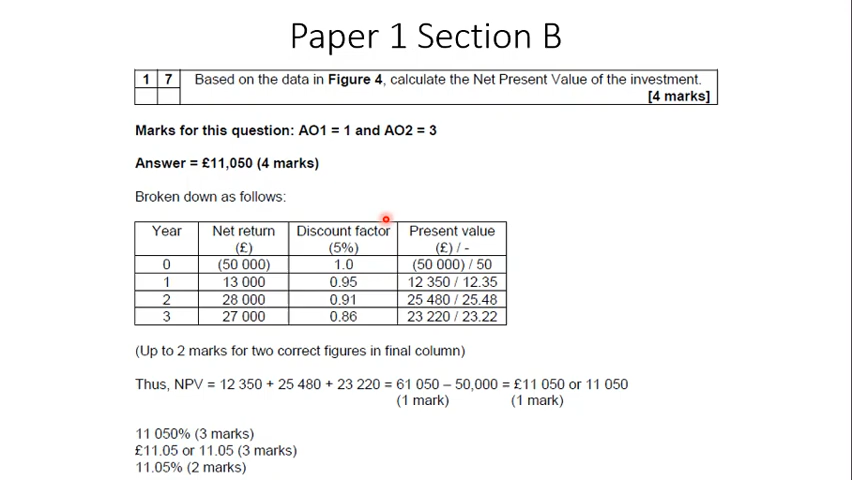 Paper 1 Section B
1 7 Based on the data in Figure 4, calculate the Net Present Value of the investment.
[4 marks]
Marks for this question: AO1 = 1 and AO2 = 3
Answer = £11,050 (4 marks)
Broken down as follows:
Year Net return Discount factor Present value
(£) (5%) (£) / -
0 (50 000) 1.0 (50 000) / 50
1 13 000 0.95 12 350 / 12.35
2 28 000 0.91 25 480 / 25.48
3 27 000 0.86 23 220 / 23.22
(Up to 2 marks for two correct figures in final column)
Thus, NPV = 12 350 + 25 480 + 23 220 = 61 050 – 50,000 = £11 050 or 11 050
(1 mark) (1 mark)
11 050% (3 marks)
£11.05 or 11.05 (3 marks)
11.05% (2 marks)